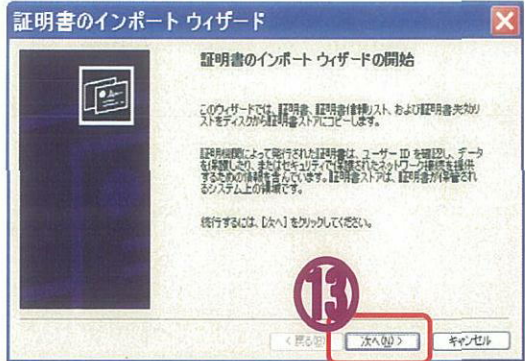 証明書のインポート ウィザード
証明書のインポート ウィザードの開始
このウィザードでは、証明書、証明書信頼リスト、および証明書失効リ
ストをディスクから証明書ストアにコピーします。
証明機関によって発行された証明書は、ユーザー ID を確認し、データ
を保護したり、またはセキュリティで保護されたネットワーク接続を提供
するための情報を含んでいます。証明書ストアは、証明書が保管され
るシステム上の領域です。
続行するには、[次へ] をクリックしてください。
13
< 戻る(B)
次へ(N) >
キャンセル